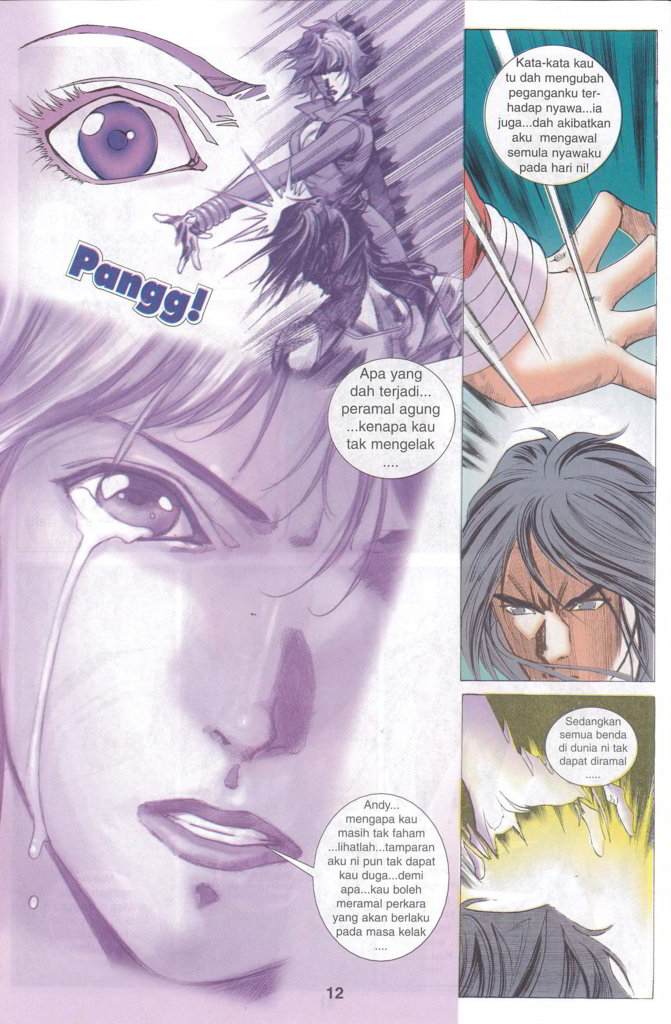 Pangg!
Apa yang
dah terjadi...
peramal agung
...kenapa kau
tak mengelak
....
Andy...
mengapa kau
masih tak faham
...lihatlah...tamparan
aku ni pun tak dapat
kau duga...demi
apa...kau boleh
meramal perkara
yang akan berlaku
pada masa kelak
....
Kata-kata kau
tu dah mengubah
peganganku ter-
hadap nyawa...ia
juga...dah akibatkan
aku mengawal
semula nyawaku
pada hari ni!
Sedangkan
semua benda
di dunia ni tak
dapat diramal
.....
12